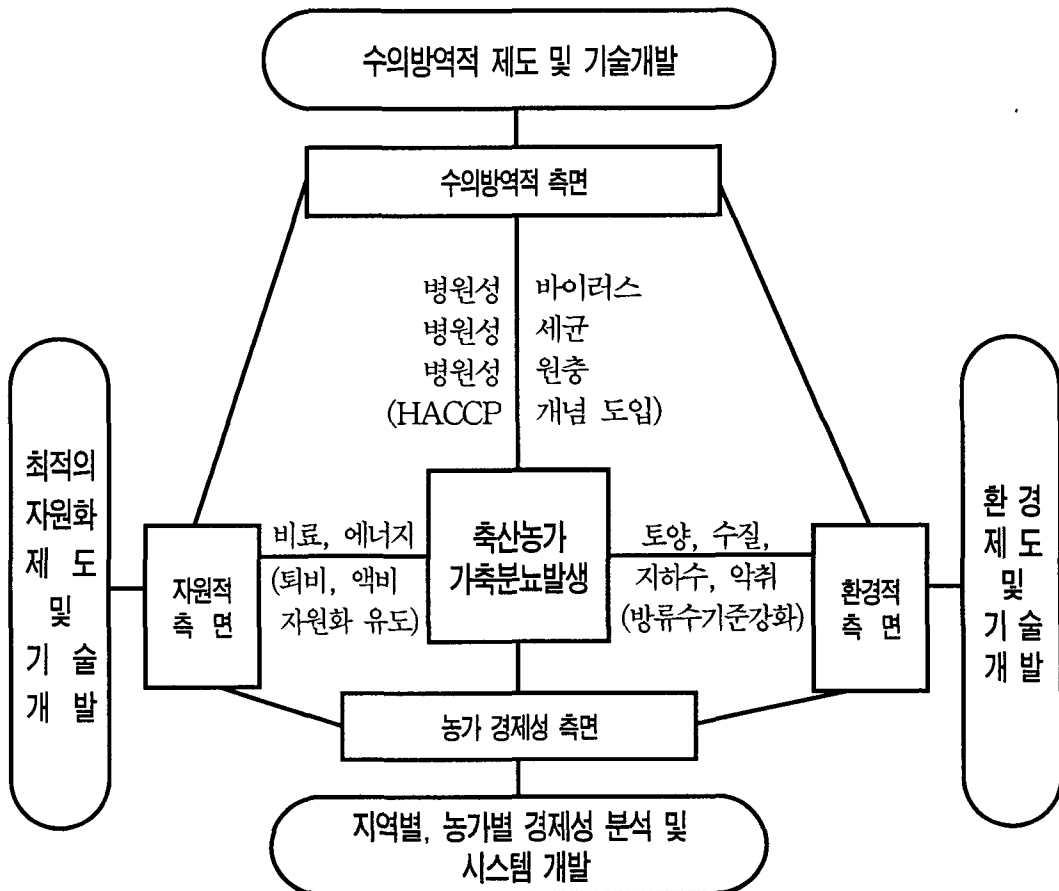 수의방역적 제도 및 기술개발
수의방역적 측면
병원성 바이러스
병원성 세균
병원성 원충
(HACCP 개념 도입)
최적의
자원화
제 도
및
기 술
개 발
자원적
측 면
비료, 에너지
(퇴비, 액비
자원화 유도)
축산농가
가축분뇨발생
토양, 수질,
지하수, 악취
(방류수기준강화)
환경적
측 면
환 경
제 도
및
기 술
개 발
농가 경제성 측면
지역별, 농가별 경제성 분석 및
시스템 개발